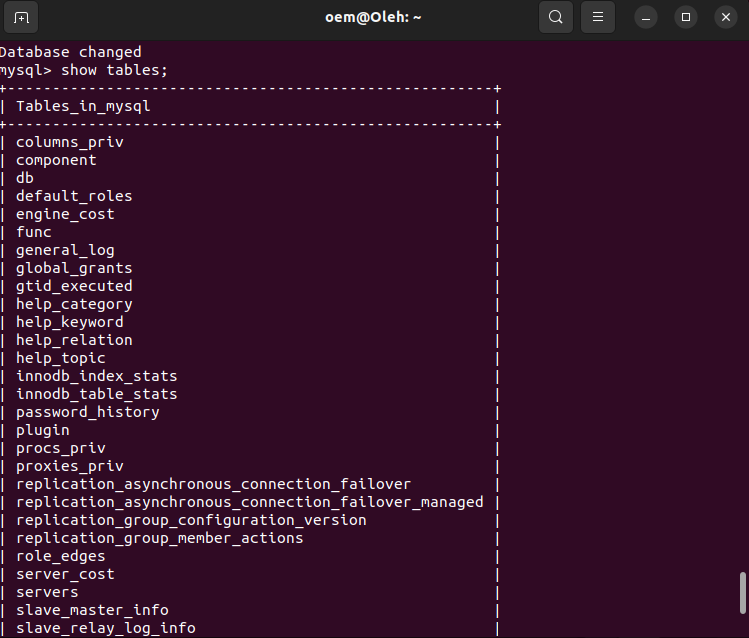 oem@Oleh: ~
Database changed
mysql> show tables;
+------------------------------------------------------+
| Tables_in_mysql                                      |
+------------------------------------------------------+
| columns_priv                                         |
| component                                            |
| db                                                   |
| default_roles                                        |
| engine_cost                                          |
| func                                                 |
| general_log                                          |
| global_grants                                        |
| gtid_executed                                        |
| help_category                                        |
| help_keyword                                         |
| help_relation                                        |
| help_topic                                           |
| innodb_index_stats                                   |
| innodb_table_stats                                   |
| password_history                                     |
| plugin                                               |
| procs_priv                                           |
| proxies_priv                                         |
| replication_asynchronous_connection_failover         |
| replication_asynchronous_connection_failover_managed |
| replication_group_configuration_version              |
| replication_group_member_actions                     |
| role_edges                                           |
| server_cost                                          |
| servers                                              |
| slave_master_info                                    |
| slave_relay_log_info                                 |